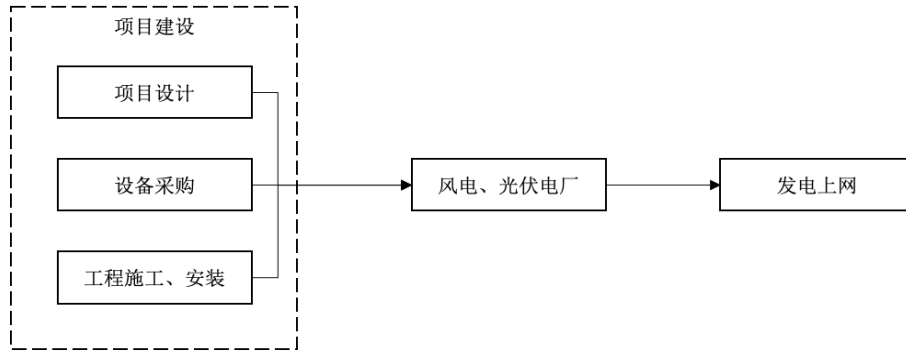 项目建设
项目设计
设备采购
工程施工、安装
风电、光伏电厂
发电上网